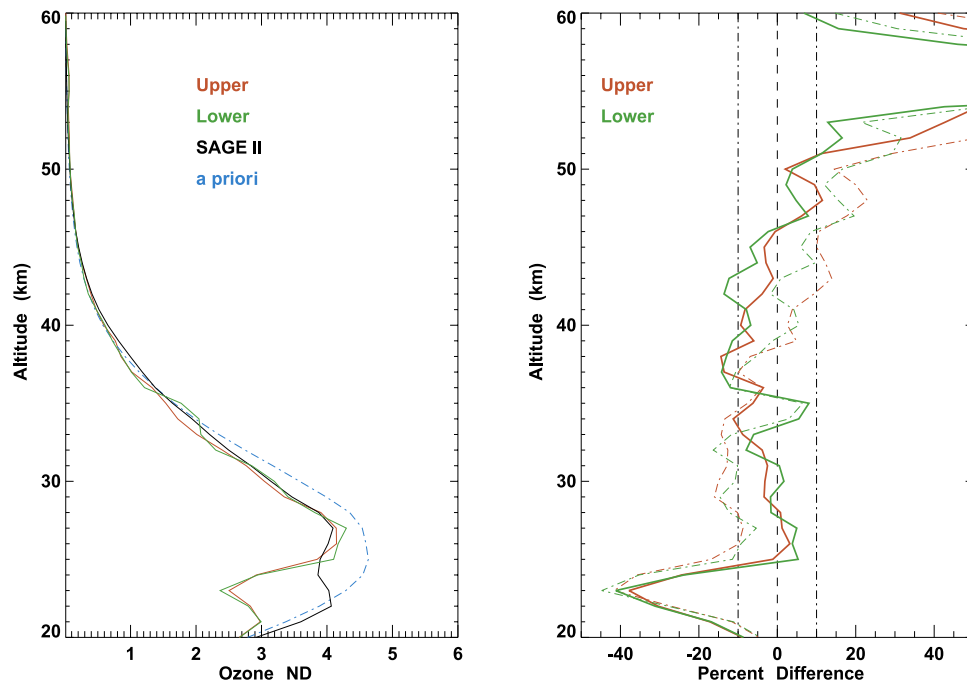 60
50
40
30
20
Altitude (km)
1 2 3 4 5 6
Ozone ND
Upper
Lower
SAGE II
a priori
60
50
40
30
20
Altitude (km)
-40 -20 0 20 40
Percent Difference
Upper
Lower